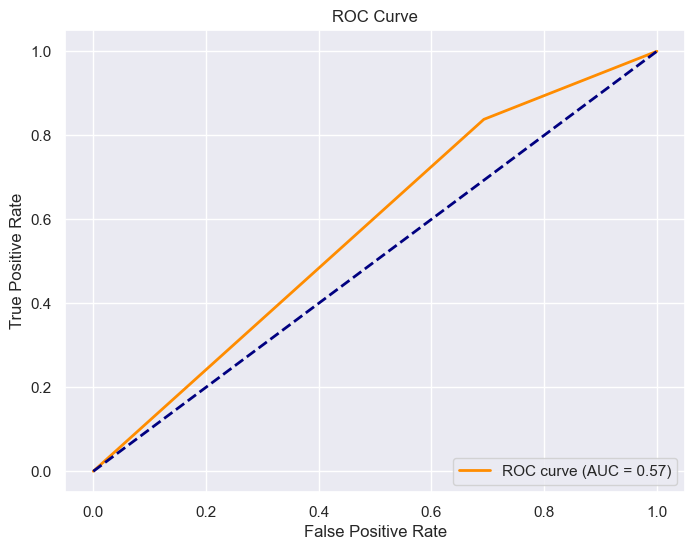 ROC Curve
1.0
0.8
0.6
0.4
0.2
0.0
True Positive Rate
ROC curve (AUC = 0.57)
0.0 0.2 0.4 0.6 0.8 1.0
False Positive Rate